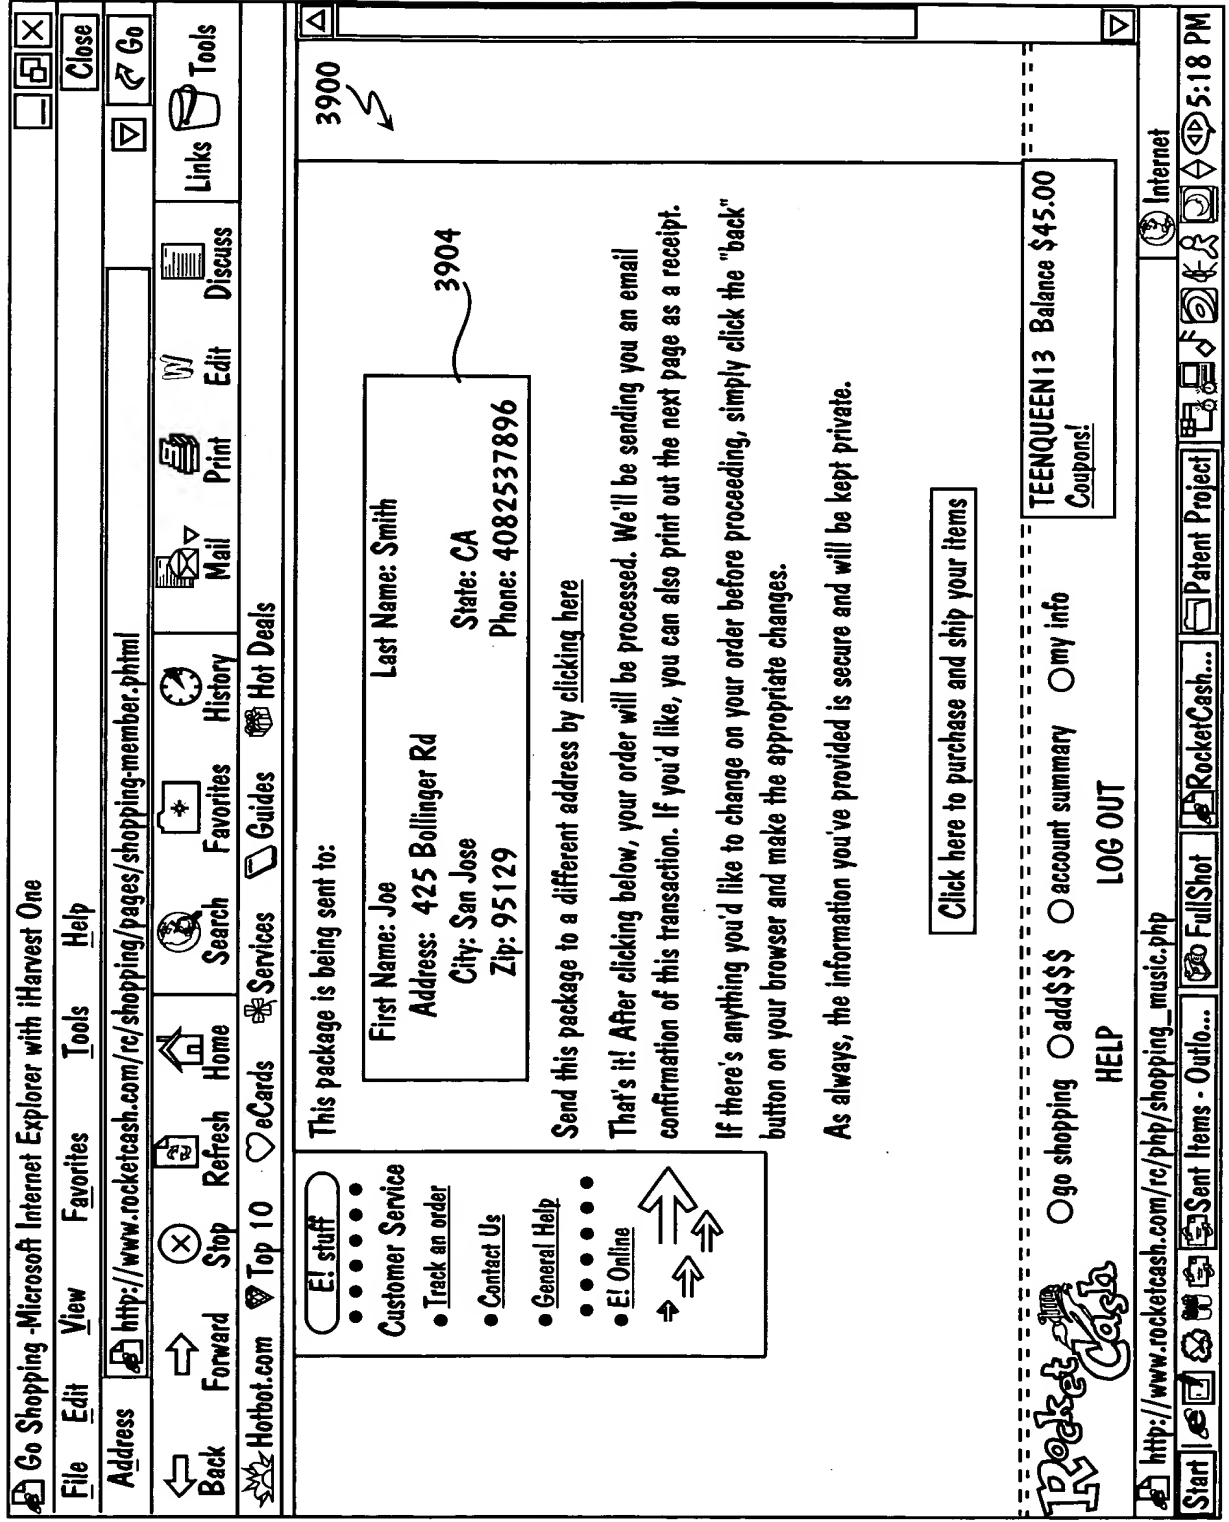 Go Shopping -Microsoft Internet Explorer with iHarvest One
File Edit View Favorites Tools Help Close
Address http://www.rocketcash.com/rc/shopping/pages/shopping-member.phtml Go
Back Forward Stop Refresh Home Search Favorites History Mail Print Edit Discuss Links Tools
Hotbot.com Top 10 eCards Services Guides Hot Deals
3900
E! stuff
Customer Service
• Track an order
• Contact Us
• General Help
• E! Online
This package is being sent to:
First Name: Joe Last Name: Smith
Address: 425 Bollinger Rd
City: San Jose State: CA
Zip: 95129 Phone: 4082537896
3904
Send this package to a different address by clicking here
That's it! After clicking below, your order will be processed. We'll be sending you an email
confirmation of this transaction. If you'd like, you can also print out the next page as a receipt.
If there's anything you'd like to change on your order before proceeding, simply click the "back"
button on your browser and make the appropriate changes.
As always, the information you've provided is secure and will be kept private.
Click here to purchase and ship your items
Rocket Cash
go shopping add$$$ account summary my info
HELP LOG OUT
TEENQUEEN13 Balance $45.00
Coupons!
http://www.rocketcash.com/rc/php/shopping_music.php Internet
Start Sent Items - Outlo... FullShot RocketCash... Patent Project 5:18 PM